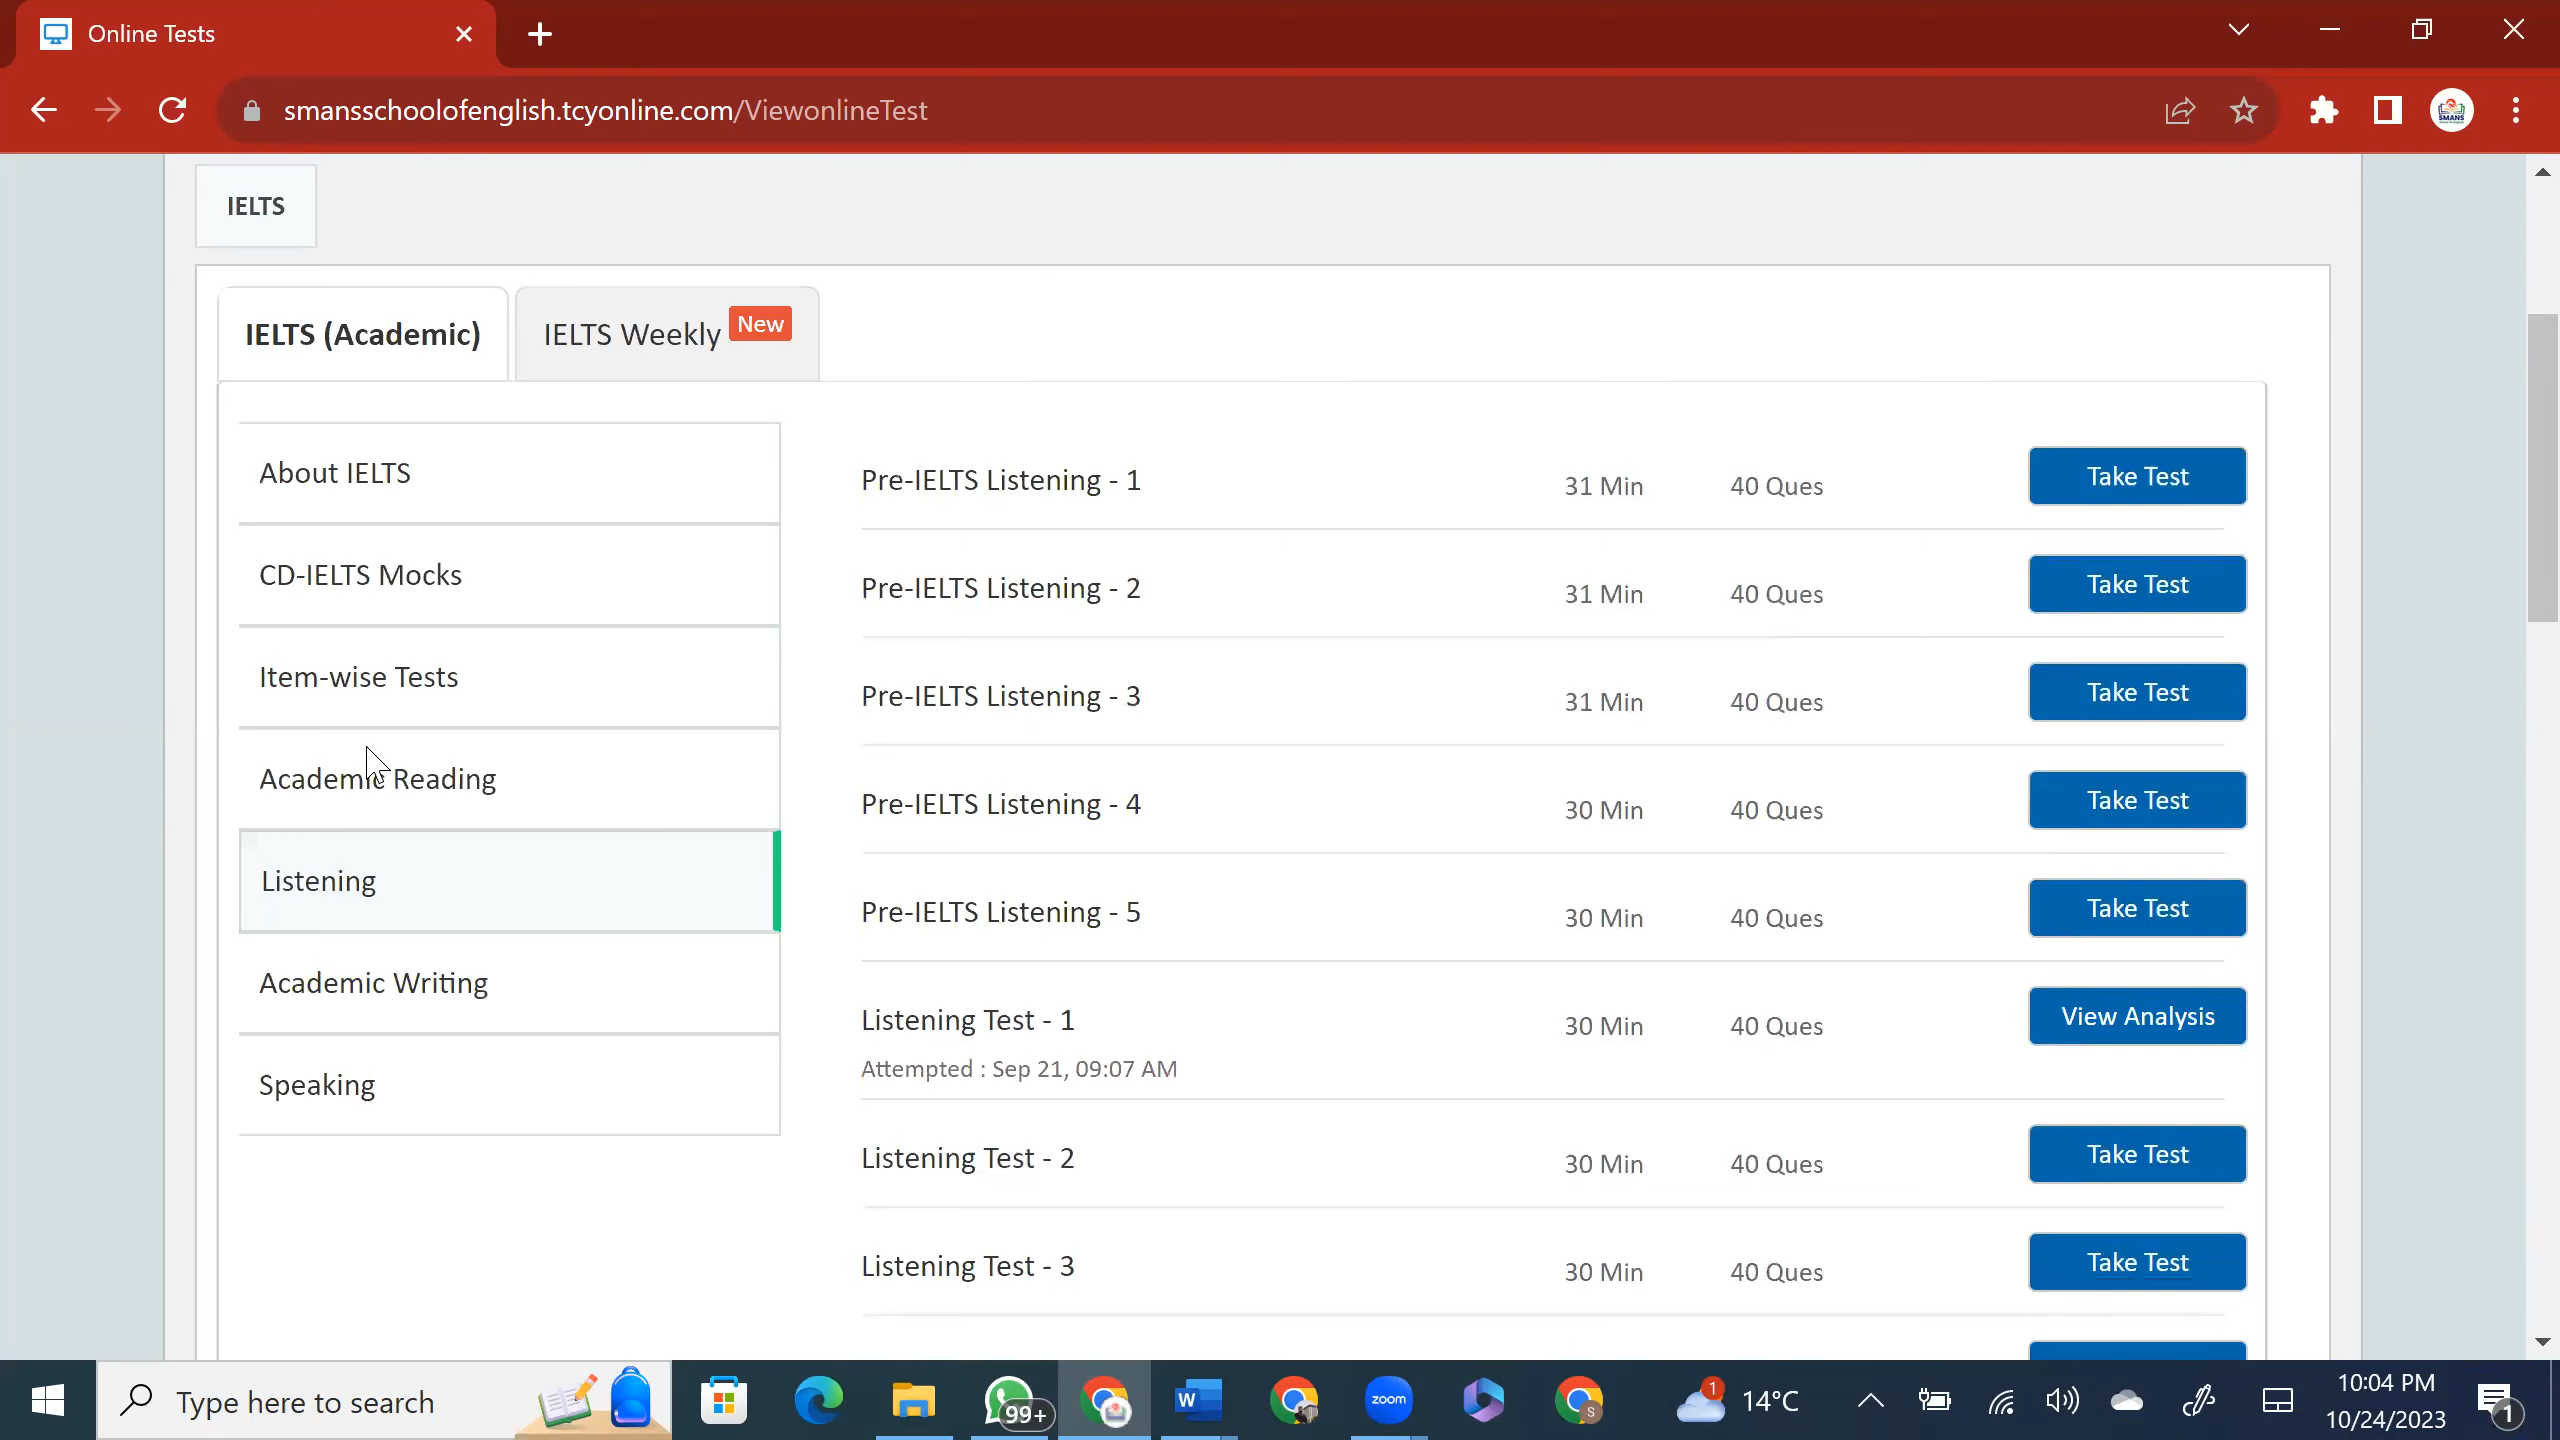 Online Tests
smansschoolofenglish.tcyonline.com/ViewonlineTest
SMANS
IELTS
IELTS (Academic)
IELTS Weekly New
About IELTS
CD-IELTS Mocks
Item-wise Tests
Academic Reading
Listening
Academic Writing
Speaking
Pre-IELTS Listening - 1 31 Min 40 Ques Take Test
Pre-IELTS Listening - 2 31 Min 40 Ques Take Test
Pre-IELTS Listening - 3 31 Min 40 Ques Take Test
Pre-IELTS Listening - 4 30 Min 40 Ques Take Test
Pre-IELTS Listening - 5 30 Min 40 Ques Take Test
Listening Test - 1 30 Min 40 Ques View Analysis
Attempted : Sep 21, 09:07 AM
Listening Test - 2 30 Min 40 Ques Take Test
Listening Test - 3 30 Min 40 Ques Take Test
Type here to search
99+
W
zoom
S
1
14°C
10:04 PM
10/24/2023
1